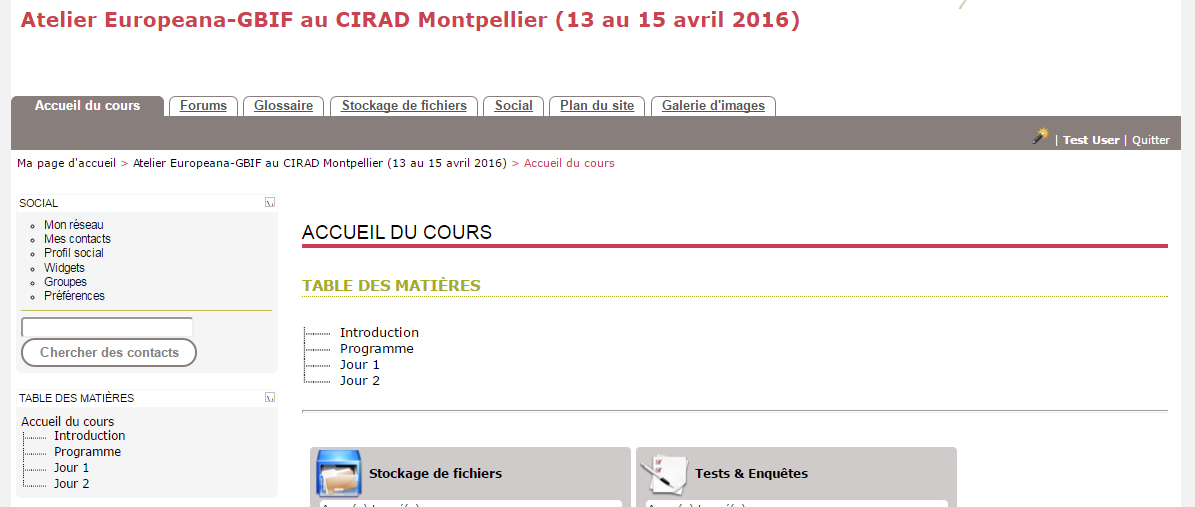 Atelier Europeana-GBIF au CIRAD Montpellier (13 au 15 avril 2016)
Accueil du cours Forums Glossaire Stockage de fichiers Social Plan du site Galerie d'images
| Test User | Quitter
Ma page d'accueil > Atelier Europeana-GBIF au CIRAD Montpellier (13 au 15 avril 2016) > Accueil du cours
SOCIAL
Mon réseau
Mes contacts
Profil social
Widgets
Groupes
Préférences
Chercher des contacts
TABLE DES MATIÈRES
Accueil du cours
Introduction
Programme
Jour 1
Jour 2
ACCUEIL DU COURS
TABLE DES MATIÈRES
Introduction
Programme
Jour 1
Jour 2
Stockage de fichiers
Tests & Enquêtes